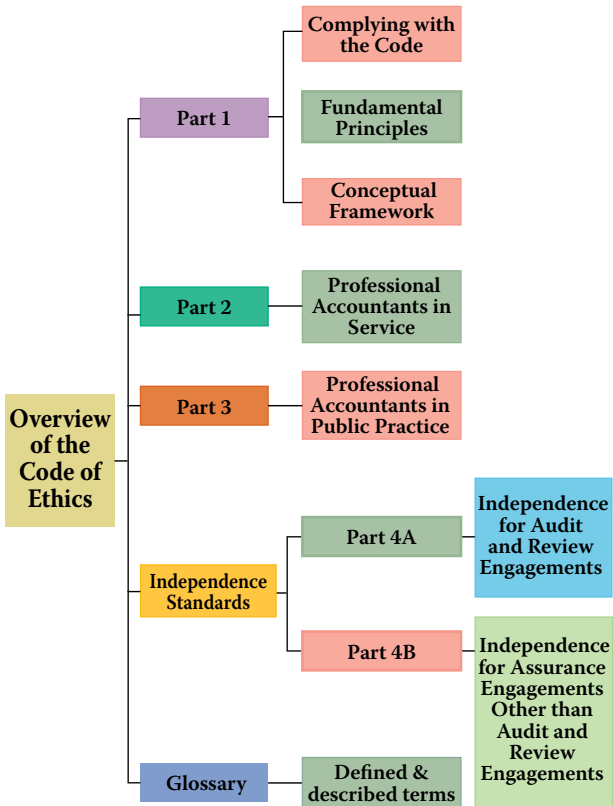 Overview
of the
Code of
Ethics
Part 1
Complying with
the Code
Fundamental
Principles
Conceptual
Framework
Part 2
Professional
Accountants in
Service
Part 3
Professional
Accountants in
Public Practice
Independence
Standards
Part 4A
Independence
for Audit
and Review
Engagements
Part 4B
Independence
for Assurance
Engagements
Other than
Audit and
Review
Engagements
Glossary
Defined &
described terms